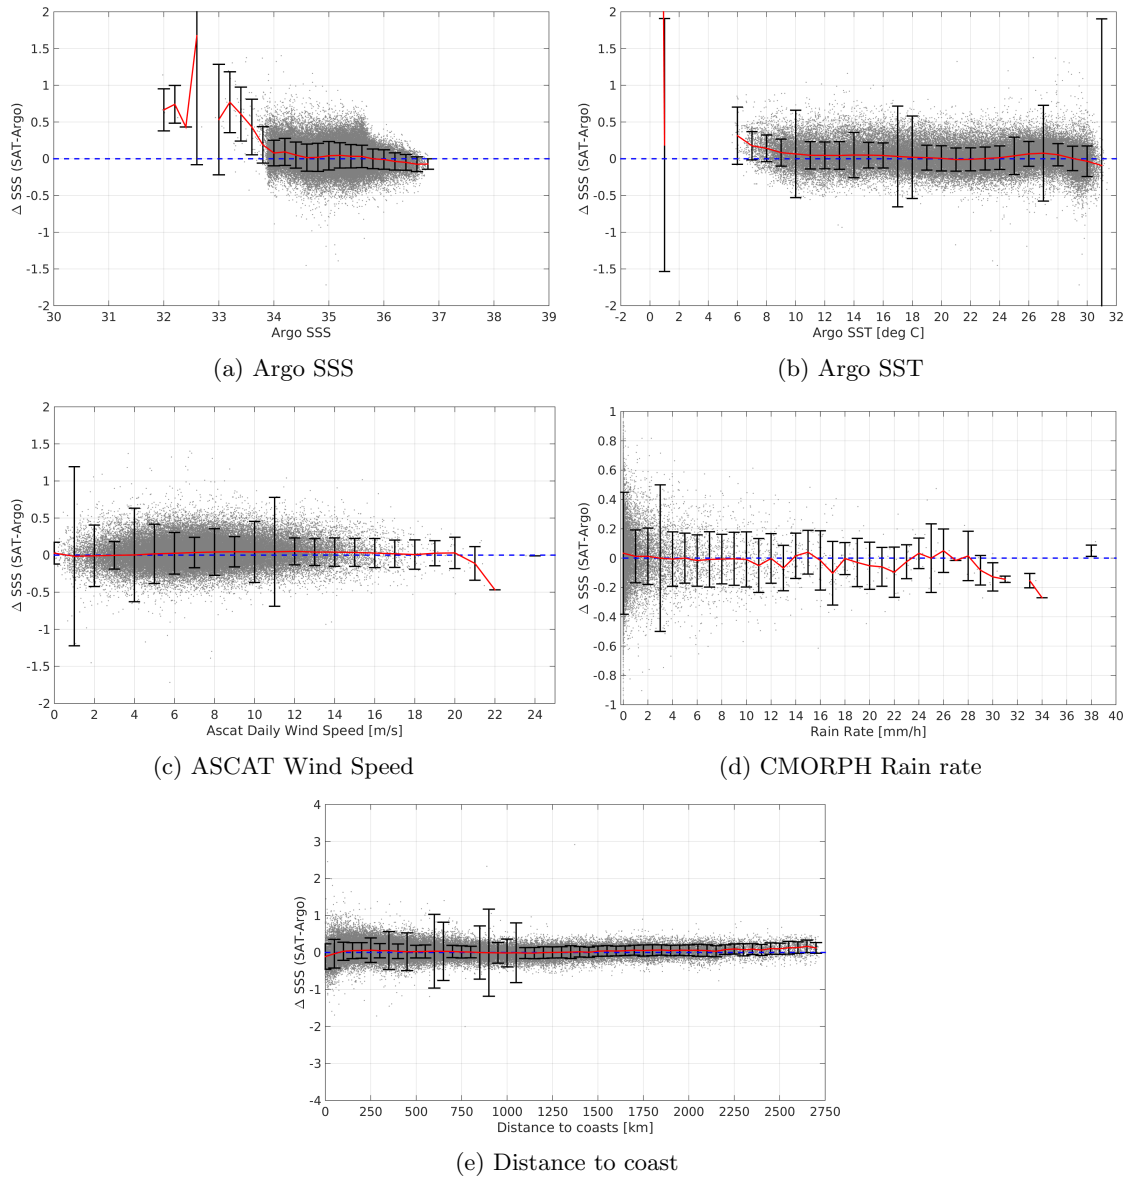 2
1.5
1
0.5
0
-0.5
-1
-1.5
-2
Δ SSS (SAT-Argo)
30 31 32 33 34 35 36 37 38 39
Argo SSS
(a) Argo SSS
2
1.5
1
0.5
0
-0.5
-1
-1.5
-2
Δ SSS (SAT-Argo)
-2 0 2 4 6 8 10 12 14 16 18 20 22 24 26 28 30 32
Argo SST [deg C]
(b) Argo SST
2
1.5
1
0.5
0
-0.5
-1
-1.5
-2
Δ SSS (SAT-Argo)
0 2 4 6 8 10 12 14 16 18 20 22 24
Ascat Daily Wind Speed [m/s]
(c) ASCAT Wind Speed
1
0.8
0.6
0.4
0.2
0
-0.2
-0.4
-0.6
-0.8
-1
Δ SSS (SAT-Argo)
0 2 4 6 8 10 12 14 16 18 20 22 24 26 28 30 32 34 36 38 40
Rain Rate [mm/h]
(d) CMORPH Rain rate
4
3
2
1
0
-1
-2
-3
-4
Δ SSS (SAT-Argo)
0 250 500 750 1000 1250 1500 1750 2000 2250 2500 2750
Distance to coasts [km]
(e) Distance to coast